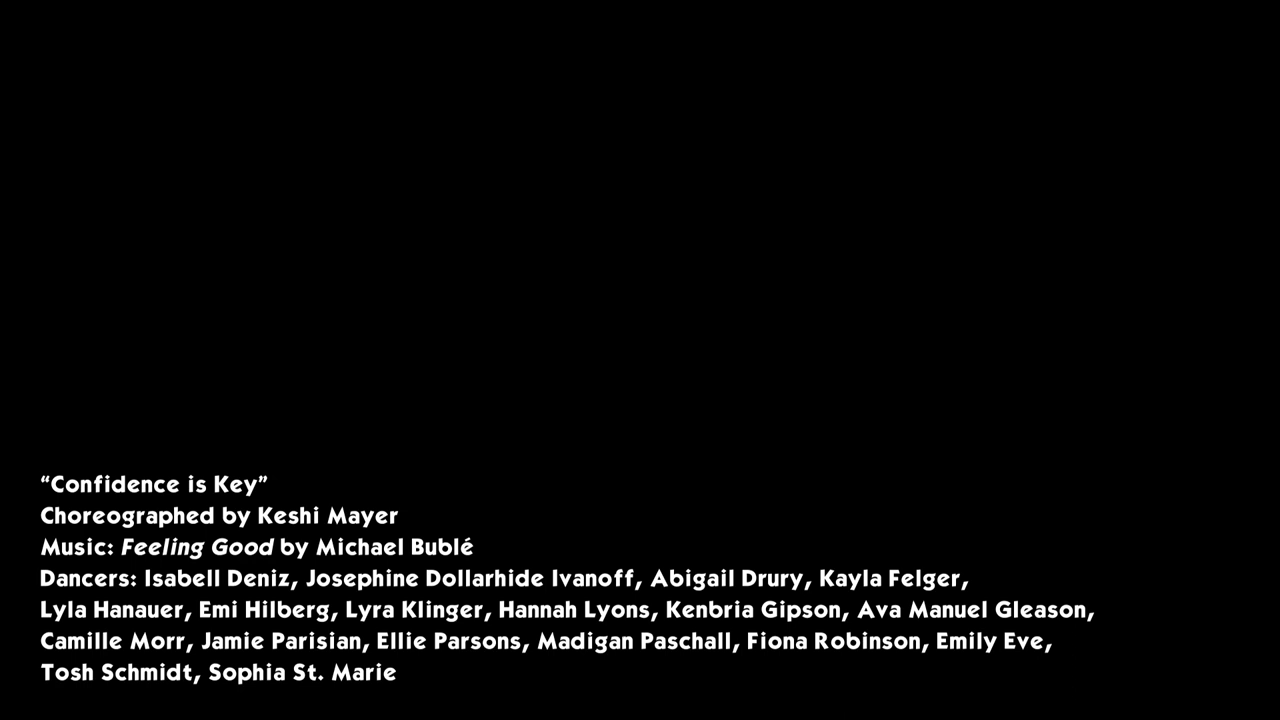 “Confidence is Key”
Choreographed by Keshi Mayer
Music: Feeling Good by Michael Bublé
Dancers: Isabell Deniz, Josephine Dollarhide Ivanoff, Abigail Drury, Kayla Felger,
Lyla Hanauer, Emi Hilberg, Lyra Klinger, Hannah Lyons, Kenbria Gipson, Ava Manuel Gleason,
Camille Morr, Jamie Parisian, Ellie Parsons, Madigan Paschall, Fiona Robinson, Emily Eve,
Tosh Schmidt, Sophia St. Marie